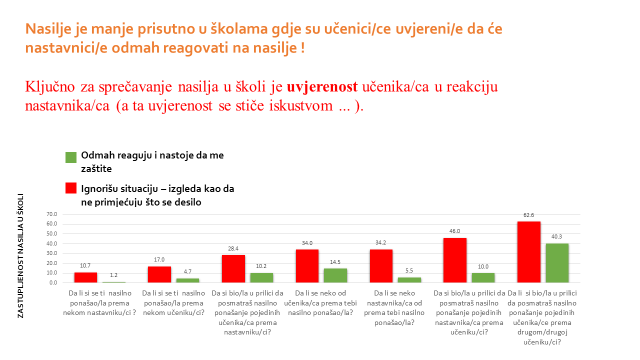 Nasilje je manje prisutno u školama gdje su učenici/ce uvjereni/e da će
nastavnici/e odmah reagovati na nasilje !
Ključno za sprečavanje nasilja u školi je uvjerenost učenika/ca u reakciju
nastavnika/ca (a ta uvjerenost se stiče iskustvom ... ).
Odmah reaguju i nastoje da me
zaštite
Ignorišu situaciju – izgleda kao da
ne primjećuju što se desilo
ZASTUPLJENOST NASILJA U ŠKOLI
70.0
60.0
50.0
40.0
30.0
20.0
10.0
0.0
10.7
1.2
17.0
4.7
28.4
10.2
34.0
14.5
34.2
5.5
46.0
10.0
62.6
40.3
Da li si se ti nasilno
ponašao/la prema
nekom nastavniku/ci ?
Da li si se ti nasilno
ponašao/la prema
nekom učeniku/ci?
Da si bio/la u prilici da
posmatraš nasilno
ponašanje pojedinih
učenika/ca prema
nastavniku/ci?
Da li se neko od
učenika/ca prema tebi
nasilno ponašao/la?
Da li se neko
nastavnika/ca od
prema tebi nasilno
ponašao/la?
Da si bio/la u prilici da
posmatraš nasilno
ponašanje pojedinih
nastavnika/ca prema
učeniku/ci?
Da li si bio/la u prilici
da posmatraš nasilno
ponašanje pojedinih
učenika/ce prema
drugom/drugoj
učeniku/ci?